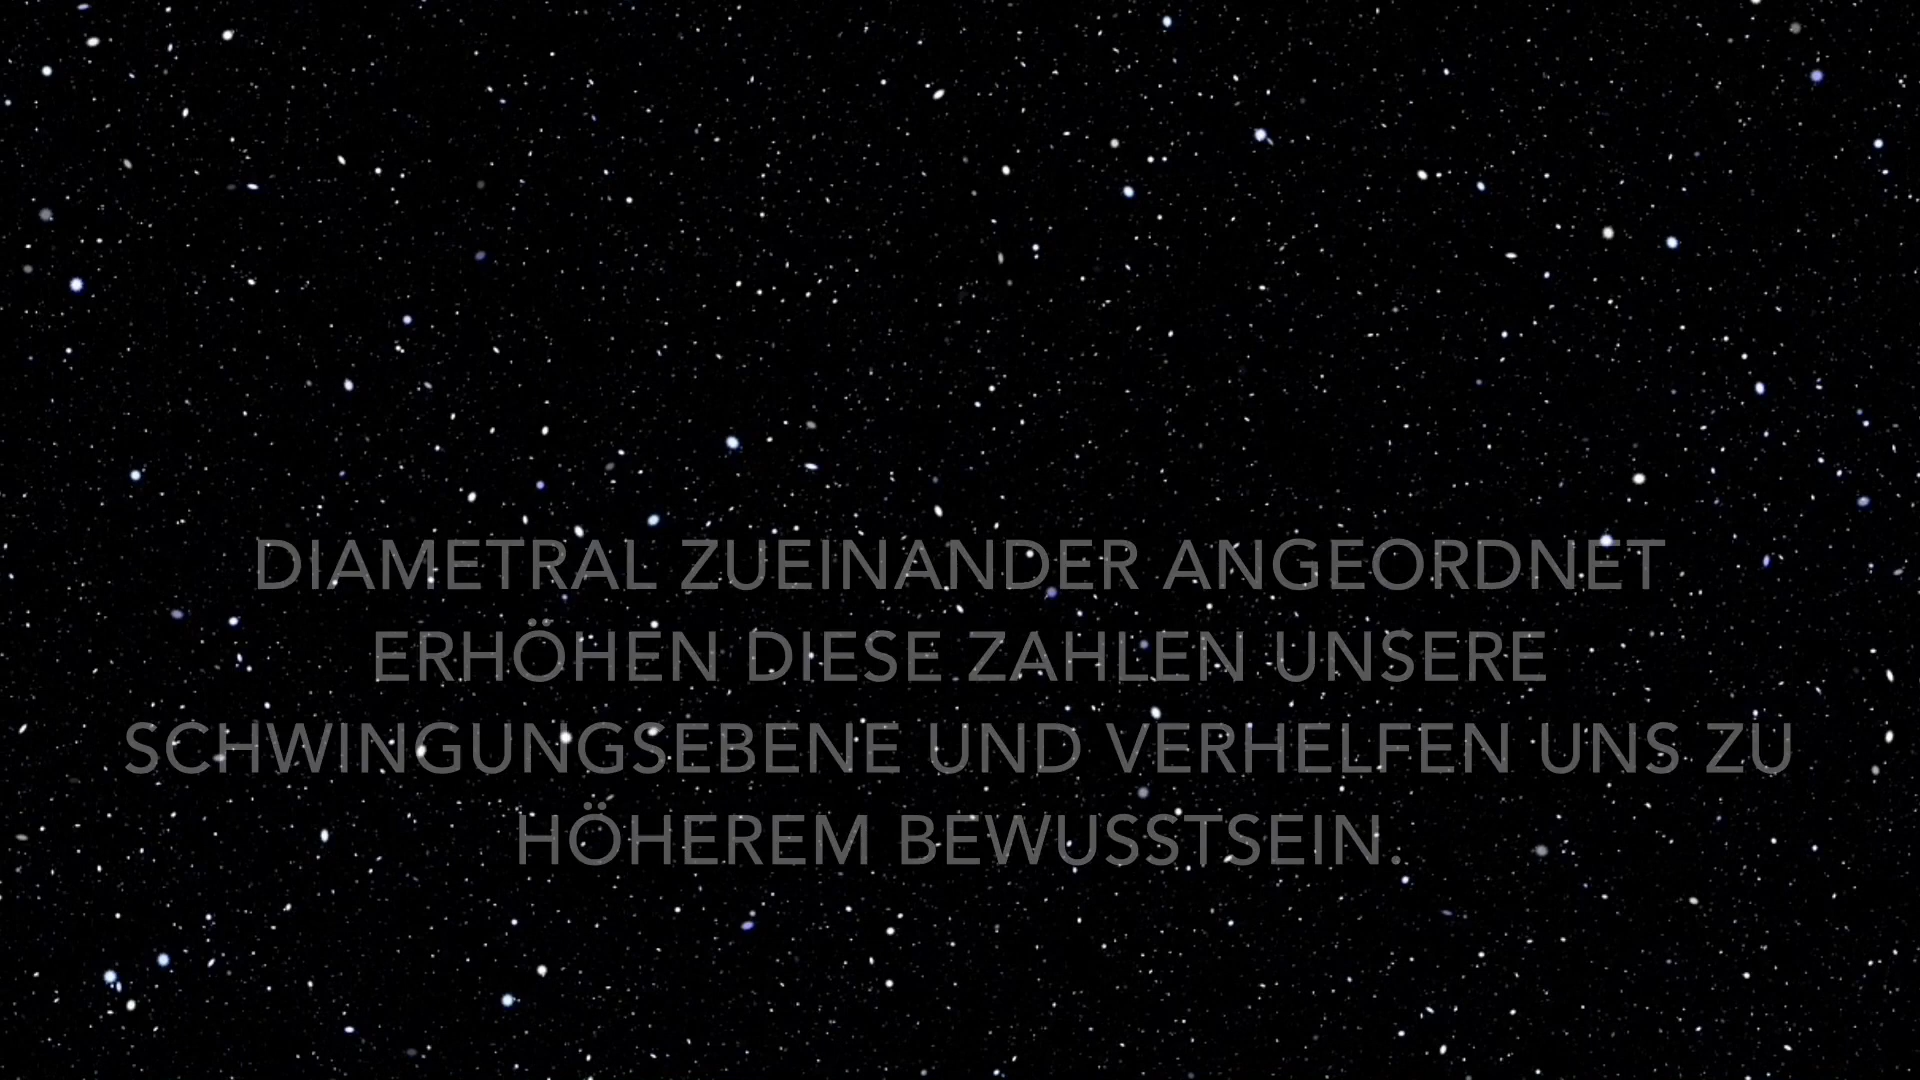 DIAMETRAL ZUEINANDER ANGEORDNET
ERHÖHEN DIESE ZAHLEN UNSERE
SCHWINGUNGSEBENE UND VERHELFEN UNS ZU
HÖHEREM BEWUSSTSEIN.